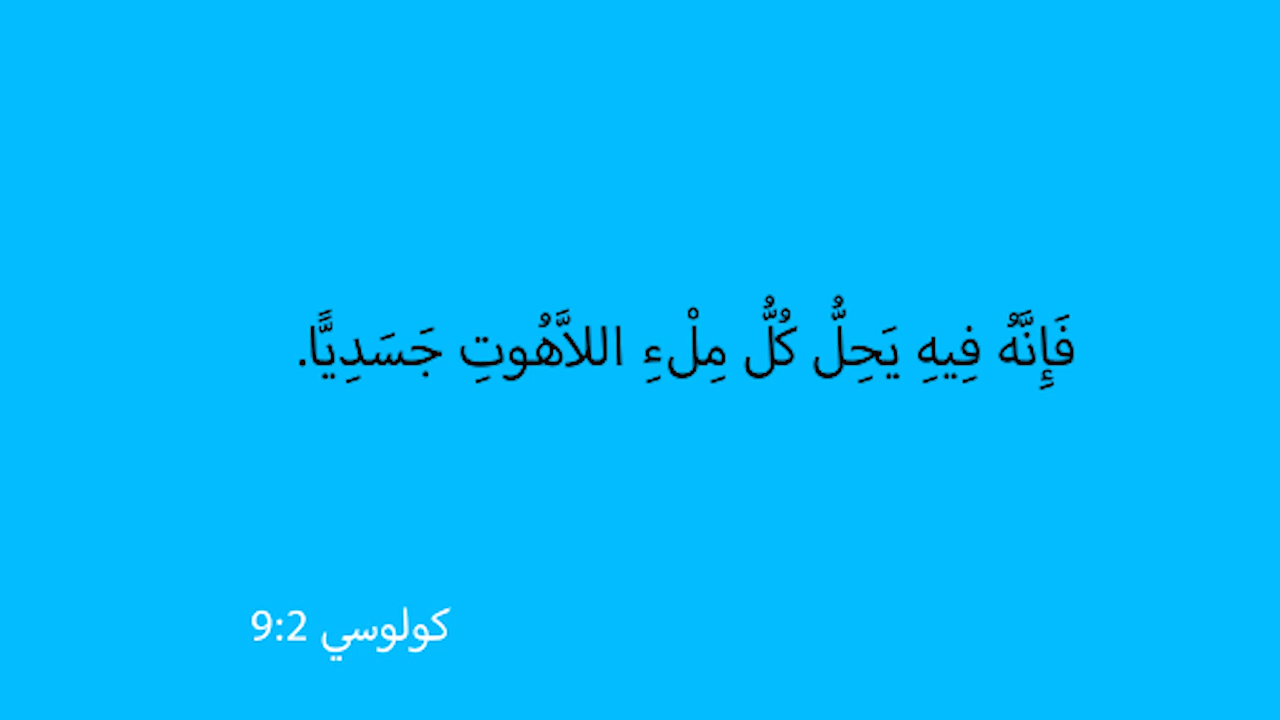 فَإِنَّهُ فِيهِ يَحِلُّ كُلُّ مِلْءِ اللاَّهُوتِ جَسَدِيًّا.
كولوسي 9:2